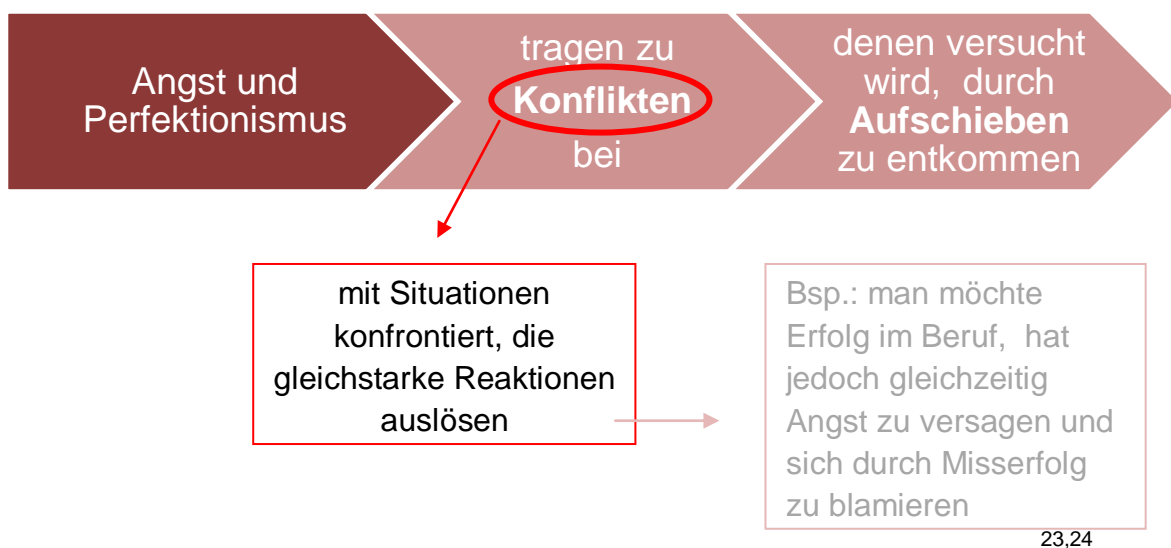 Angst und
Perfektionismus
tragen zu
Konflikten
bei
denen versucht
wird, durch
Aufschieben
zu entkommen
mit Situationen
konfrontiert, die
gleichstarke Reaktionen
auslösen
Bsp.: man möchte
Erfolg im Beruf, hat
jedoch gleichzeitig
Angst zu versagen und
sich durch Misserfolg
zu blamieren
23,24